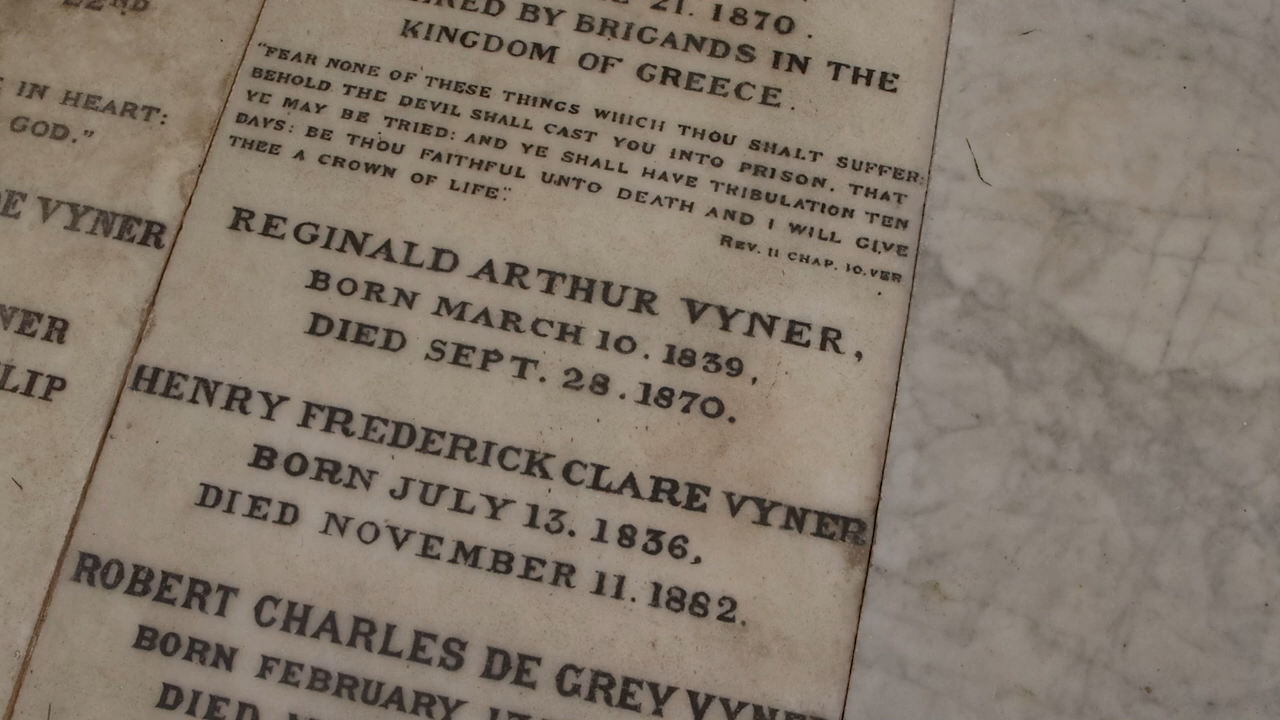 22ND
IN HEART:
GOD."
DE VYNER
21. 1870.
BY BRIGANDS IN THE
KINGDOM OF GREECE.
"FEAR NONE OF THESE THINGS WHICH THOU SHALT SUFFER:
BEHOLD THE DEVIL SHALL CAST YOU INTO PRISON. THAT
YE MAY BE TRIED: AND YE SHALL HAVE TRIBULATION TEN
DAYS: BE THOU FAITHFUL UNTO DEATH AND I WILL GIVE
THEE A CROWN OF LIFE".
REV. II CHAP. 10. VER
REGINALD ARTHUR VYNER,
BORN MARCH 10. 1839,
DIED SEPT. 28. 1870.
HENRY FREDERICK CLARE VYNER
BORN JULY 13. 1836,
DIED NOVEMBER 11. 1882.
ROBERT CHARLES DE GREY VYNER
BORN FEBRUARY
DIED